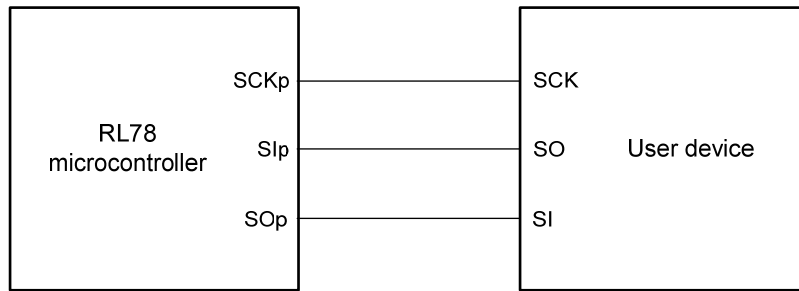 RL78
microcontroller
SCKp
SIp
SOp
SCK
SO
SI
User device